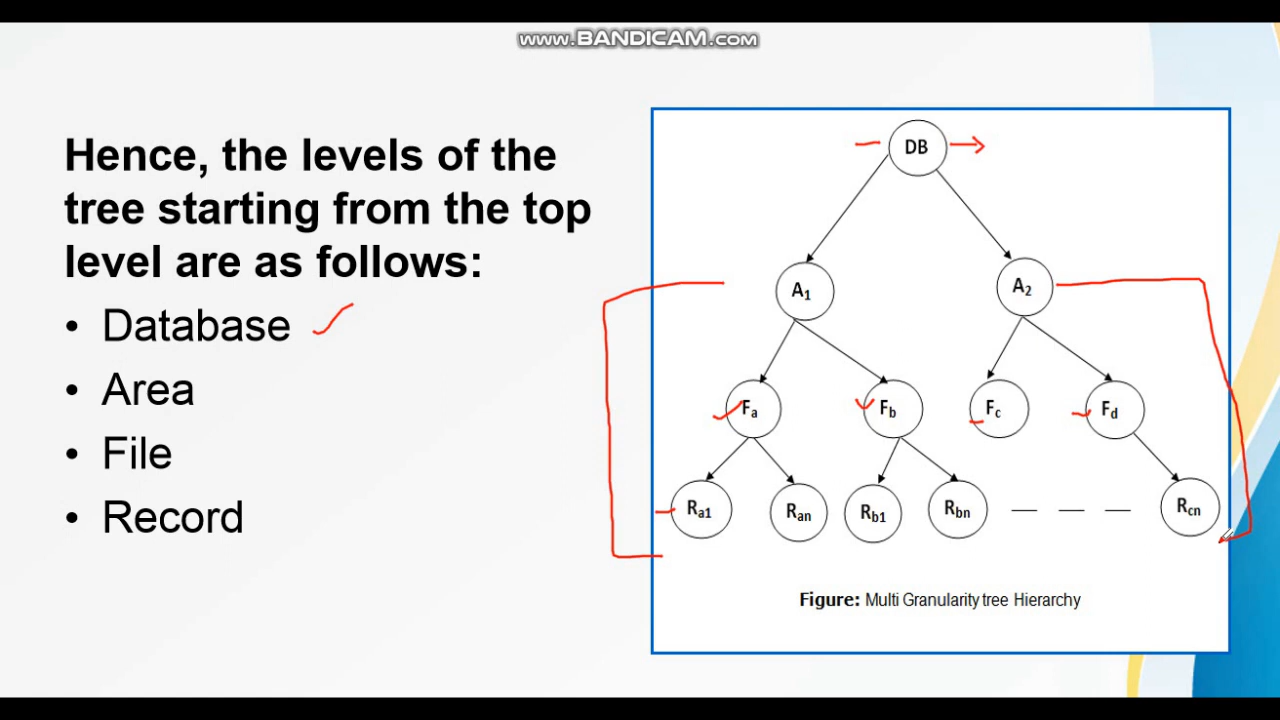 www.BANDICAM.com
Hence, the levels of the
tree starting from the top
level are as follows:
• Database
• Area
• File
• Record
DB
A1
A2
Fa
Fb
Fc
Fd
Ra1
Ran
Rb1
Rbn
Rcn
Figure: Multi Granularity tree Hierarchy